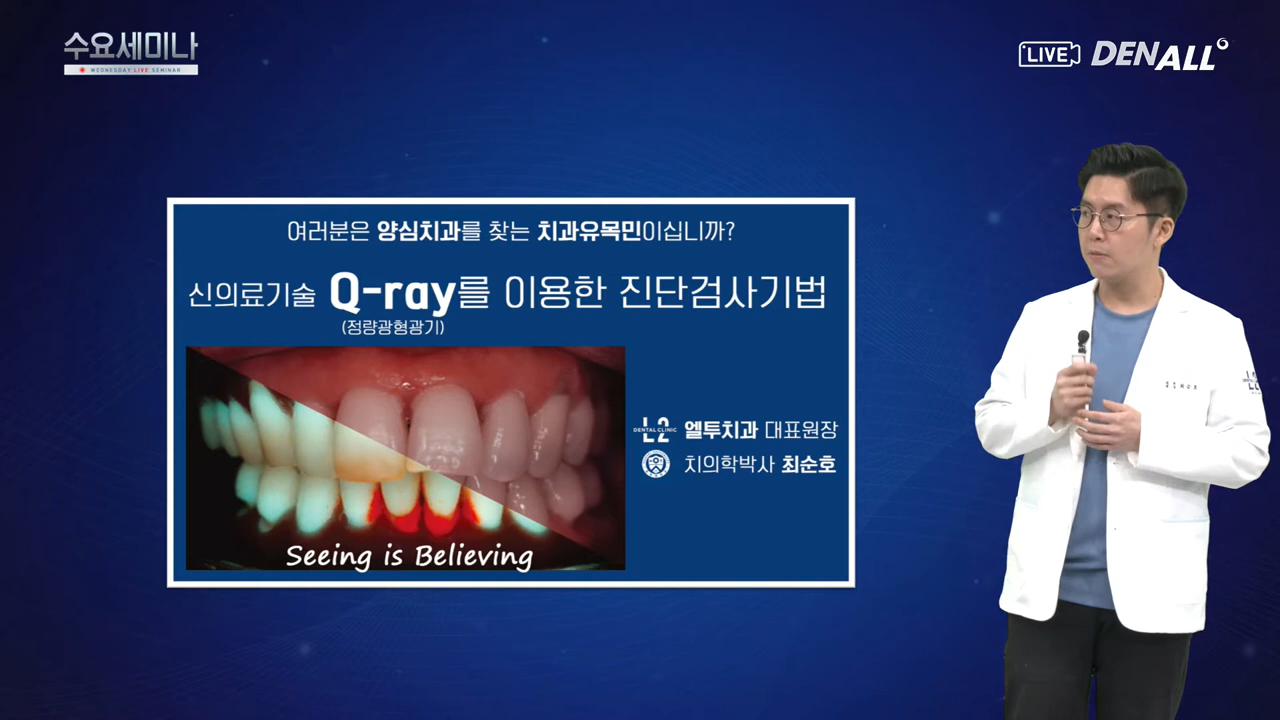 수요세미나
WEDNESDAY LIVE SEMINAR
LIVE DENALL
여러분은 양심치과를 찾는 치과유목민이십니까?
신의료기술 Q-ray를 이용한 진단검사기법
(정량광형광기)
Seeing is Believing
L2 DENTAL CLINIC
엘투치과 대표원장
치의학박사 최순호